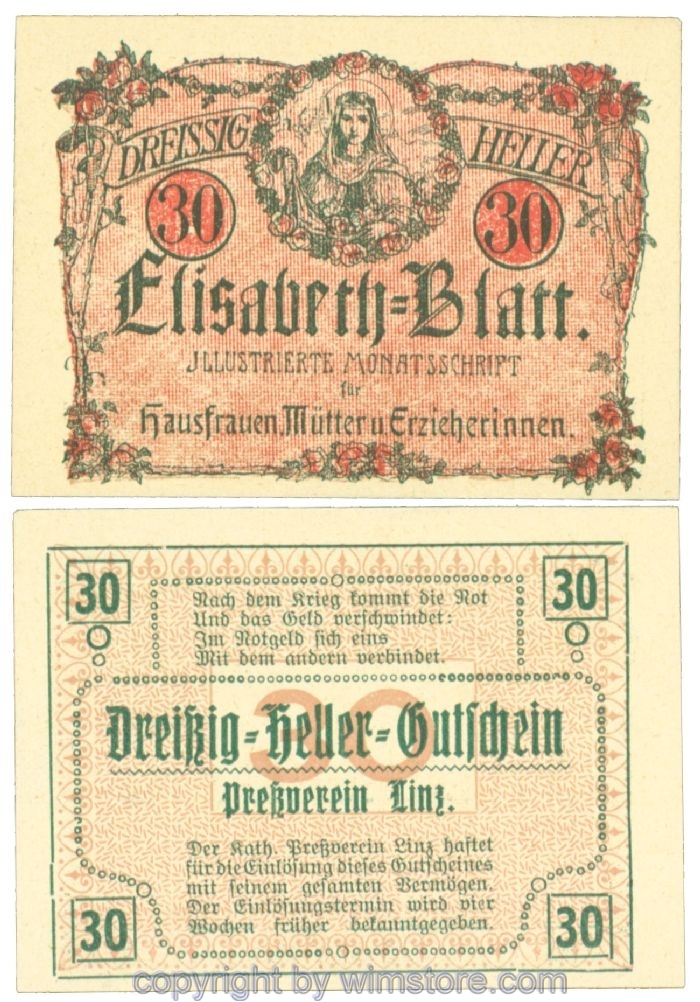 DREISSIG HELLER
30 30
Elisabeth=Blatt.
JLLUSTRIERTE MONATSSCHRIFT
für
Hausfrauen, Mütter u. Erzieherinnen.
30 30
Nach dem Krieg kommt die Not
Und das Geld verschwindet:
Im Notgeld sich eins
Mit dem andern verbindet.
30
Dreißig=Heller=Gutschein
Preßverein Linz.
Der Kath. Preßverein Linz haftet
für die Einlösung dieses Gutscheines
mit seinem gesamten Vermögen.
Der Einlösungstermin wird vier
Wochen früher bekanntgegeben.
30 30
copyright by wimstore.com